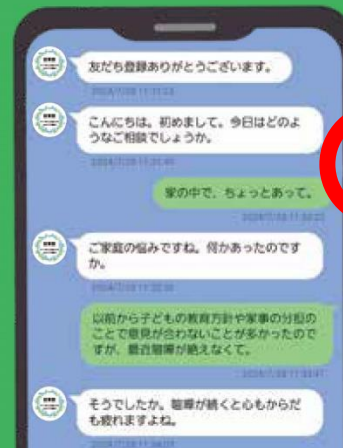 友だち登録ありがとうございます。
こんにちは。初めまして。今日はどのよ
うなご相談でしょうか。
家の中で、ちょっとあって。
ご家庭の悩みですね。何かあったのです
か。
以前から子どもの教育方針や家事の分担の
ことで意見が合わないことが多かったので
すが、最近喧嘩が絶えなくて。
そうでしたか。喧嘩が続くと心もからだ
も疲れますよね。